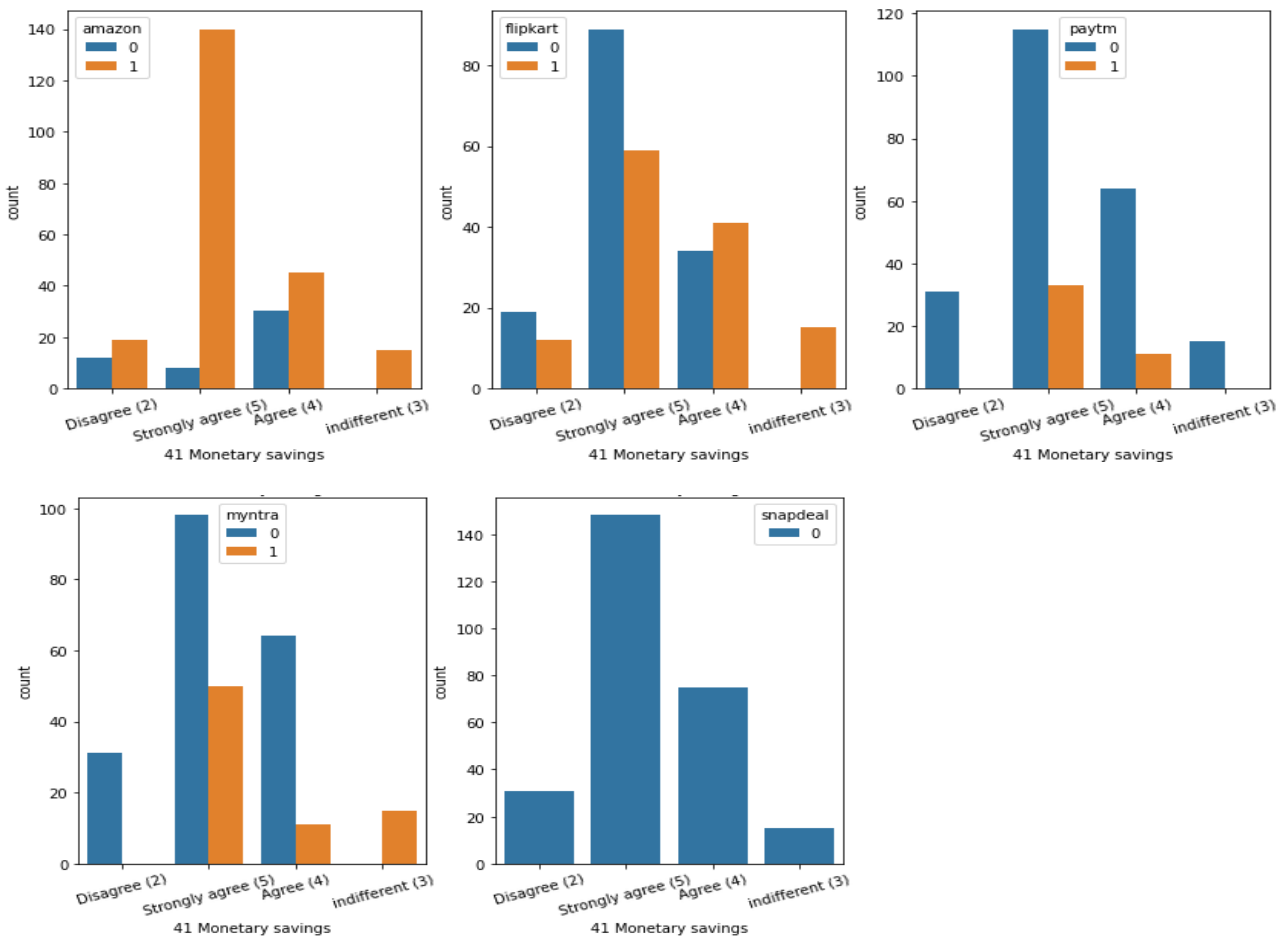 amazon
0
1
140
120
100
80
60
40
20
0
count
Disagree (2)
Strongly agree (5)
Agree (4)
indifferent (3)
41 Monetary savings
flipkart
0
1
80
60
40
20
0
count
Disagree (2)
Strongly agree (5)
Agree (4)
indifferent (3)
41 Monetary savings
paytm
0
1
120
100
80
60
40
20
0
count
Disagree (2)
Strongly agree (5)
Agree (4)
indifferent (3)
41 Monetary savings
myntra
0
1
100
80
60
40
20
0
count
Disagree (2)
Strongly agree (5)
Agree (4)
indifferent (3)
41 Monetary savings
snapdeal
0
140
120
100
80
60
40
20
0
count
Disagree (2)
Strongly agree (5)
Agree (4)
indifferent (3)
41 Monetary savings